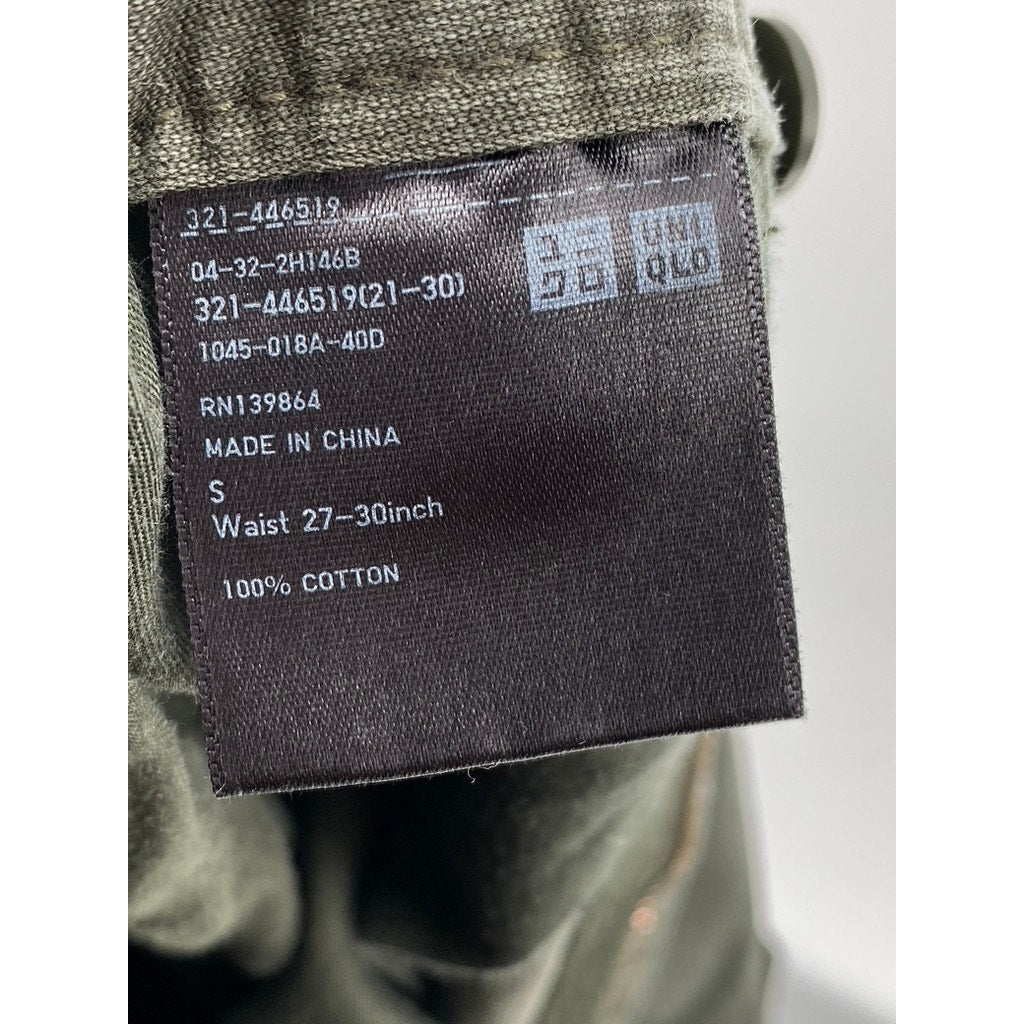 321-446519
04-32-2H146B
321-446519(21-30)
1045-018A-40D
ユニ
クロ
UNI
QLO
RN139864
MADE IN CHINA
S
Waist 27-30inch
100% COTTON